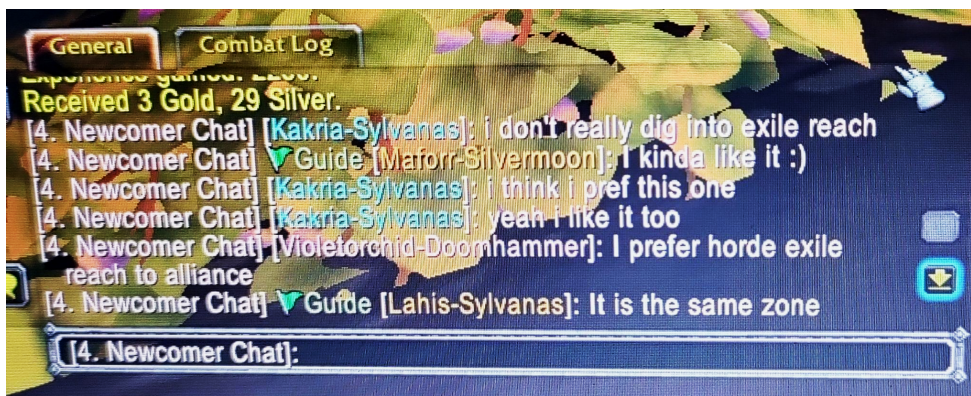 General
Combat Log
Experience gained: 2200.
Received 3 Gold, 29 Silver.
[4. Newcomer Chat] [Kakria-Sylvanas]: i don't really dig into exile reach
[4. Newcomer Chat] Guide [Maforr-Silvermoon]: I kinda like it :)
[4. Newcomer Chat] [Kakria-Sylvanas]: i think i pref this one
[4. Newcomer Chat] [Kakria-Sylvanas]: yeah i like it too
[4. Newcomer Chat] [Violetorchid-Doomhammer]: I prefer horde exile
reach to alliance
[4. Newcomer Chat] Guide [Lahis-Sylvanas]: It is the same zone
[4. Newcomer Chat]: